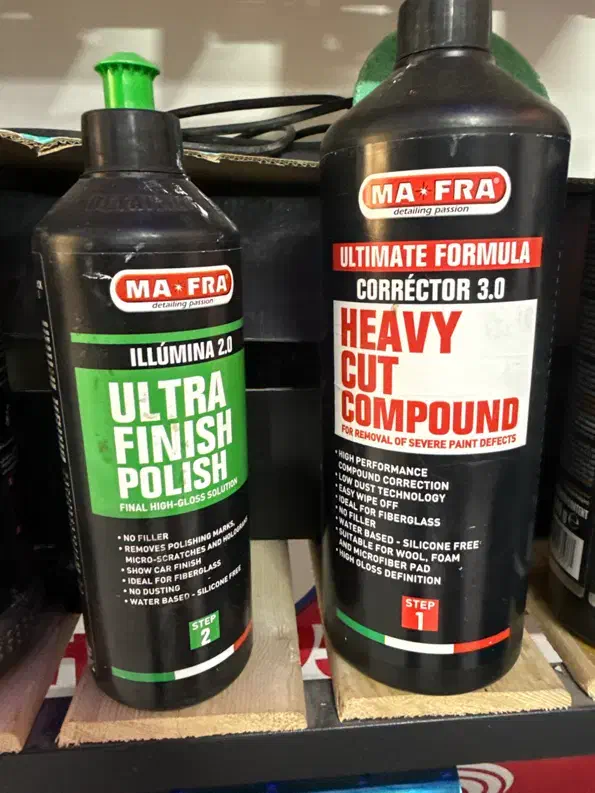 MA★FRA®
detailing passion
ILLÚMINA 2.0
ULTRA
FINISH
POLISH
FINAL HIGH-GLOSS SOLUTION
• NO FILLER
• REMOVES POLISHING MARKS,
MICRO-SCRATCHES AND HOLOGRAMS
• SHOW CAR FINISH
• IDEAL FOR FIBERGLASS
• NO DUSTING
• WATER BASED - SILICONE FREE
STEP
2
MA★FRA®
detailing passion
ULTIMATE FORMULA
CORRÉCTOR 3.0
HEAVY
CUT
COMPOUND
FOR REMOVAL OF SEVERE PAINT DEFECTS
• HIGH PERFORMANCE
COMPOUND CORRECTION
• LOW DUST TECHNOLOGY
• EASY WIPE OFF
• IDEAL FOR FIBERGLASS
• NO FILLER
• WATER BASED - SILICONE FREE
• SUITABLE FOR WOOL, FOAM
AND MICROFIBER PAD
• HIGH GLOSS DEFINITION
STEP
1